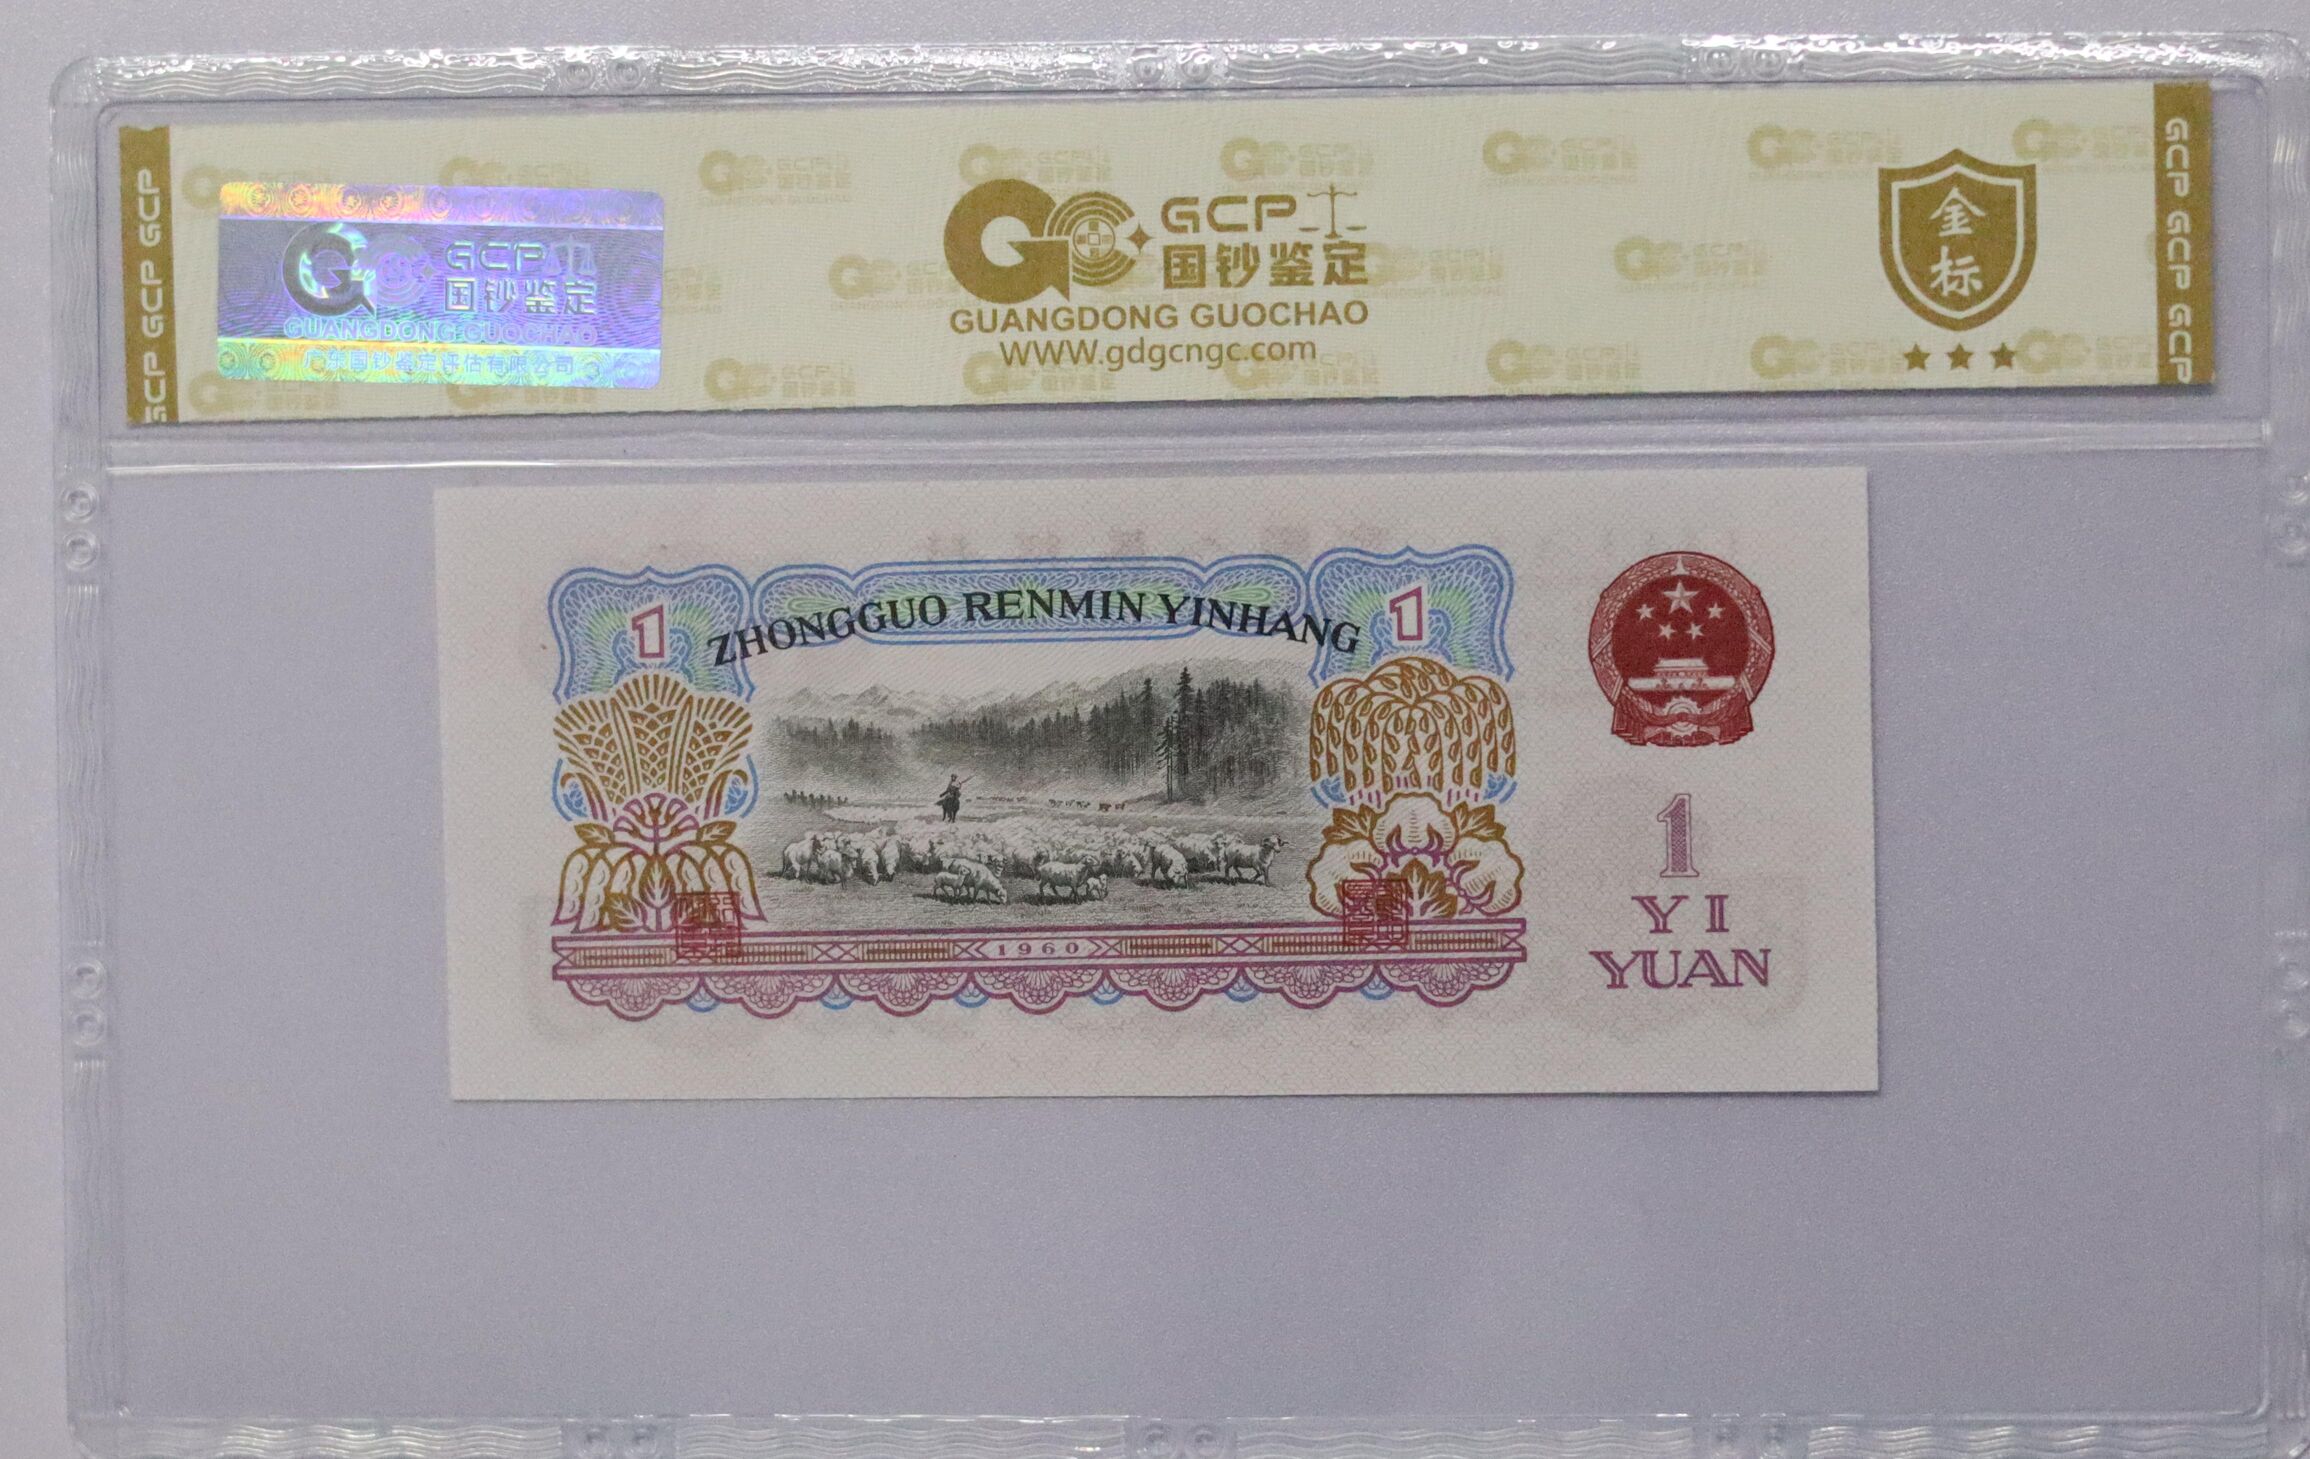 GCP GCP GCP
GCP
国钞鉴定
GUANGDONG GUOCHAO
广东国钞鉴定评估有限公司
GCP
国钞鉴定
GUANGDONG GUOCHAO
WWW.gdgcngc.com
金
标
GCP GCP GCP
1
ZHONGGUO RENMIN YINHANG
1
1960
1
YI
YUAN